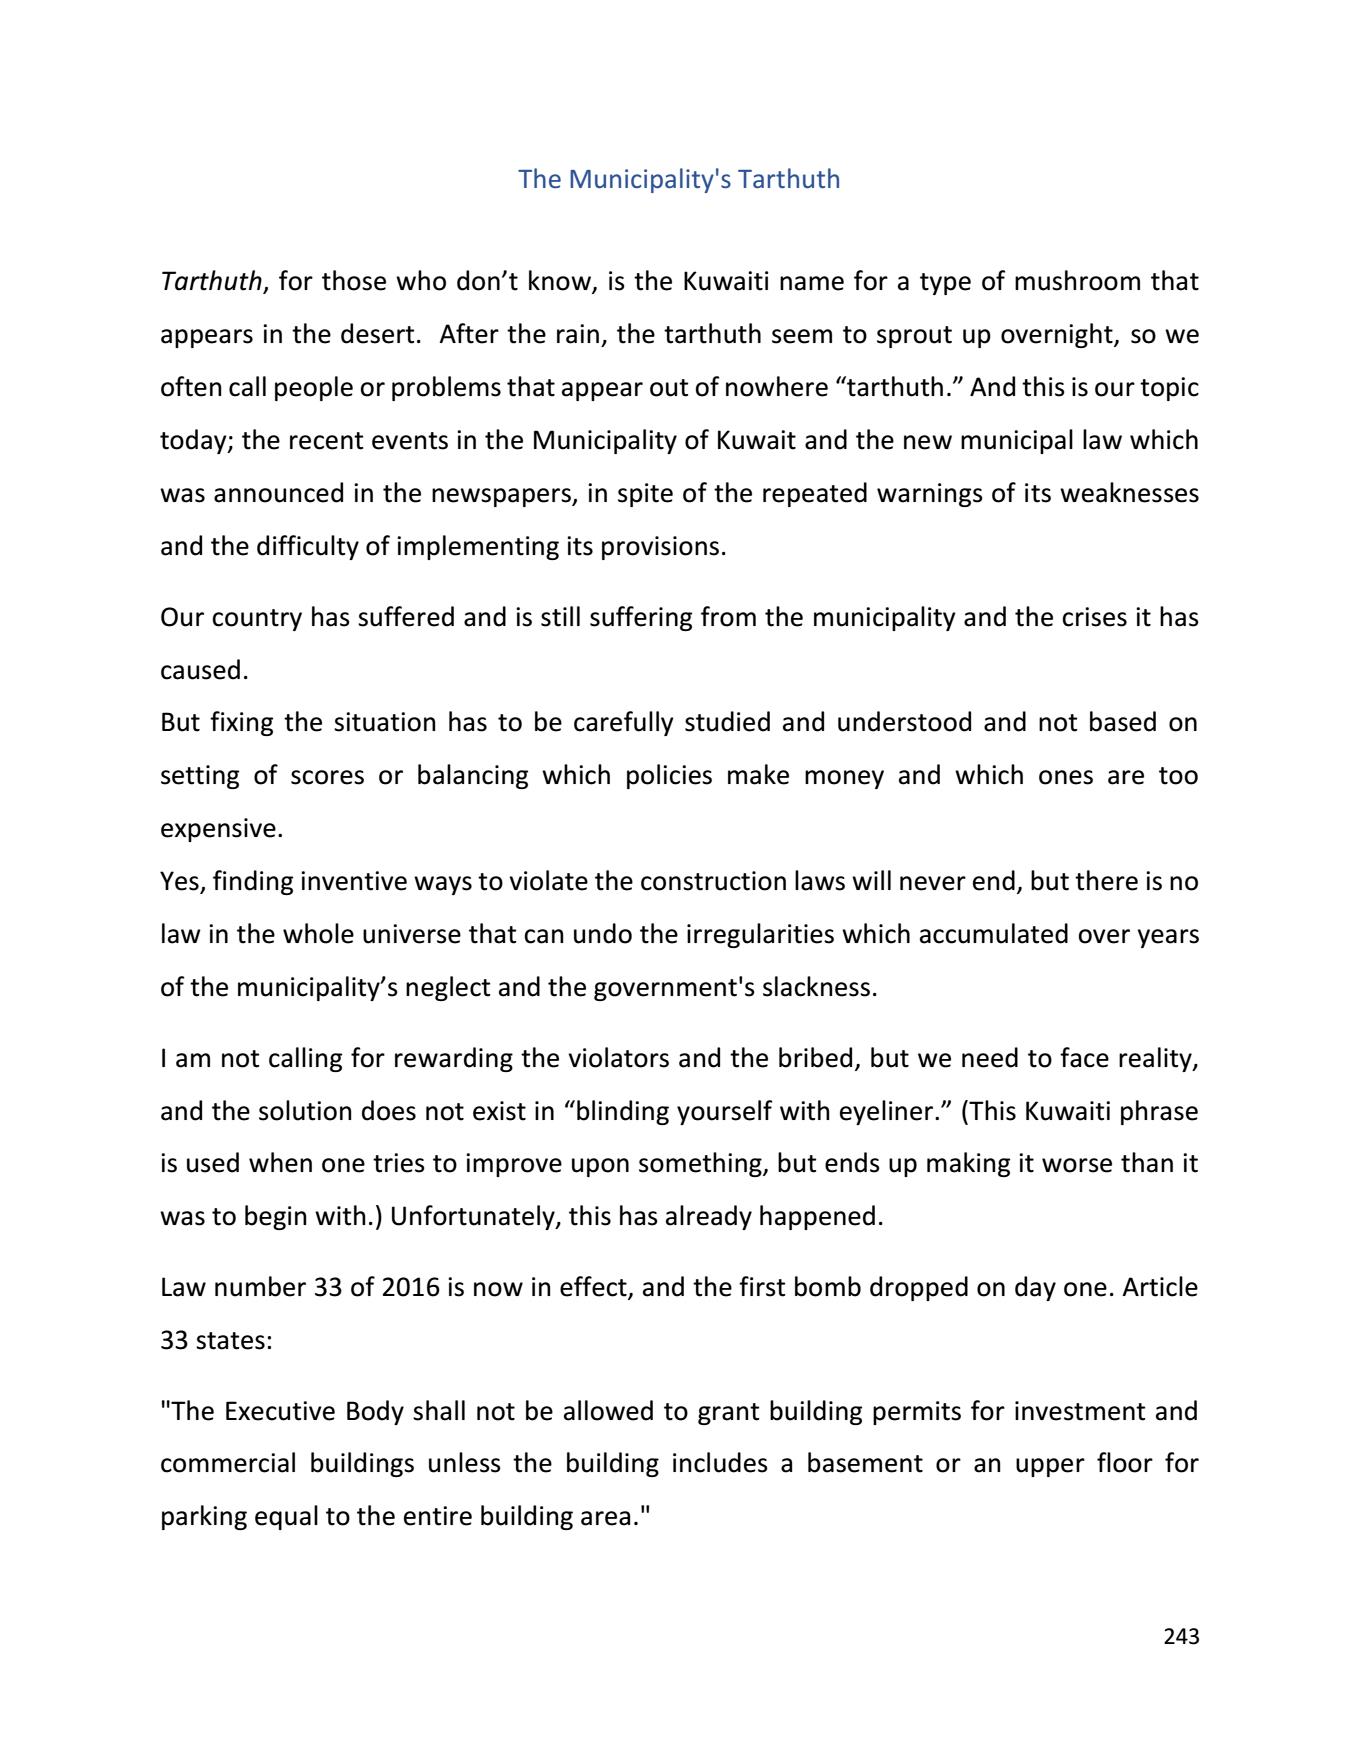 The Municipality's Tarthuth
Tarthuth, for those who don’t know, is the Kuwaiti name for a type of mushroom that
appears in the desert.  After the rain, the tarthuth seem to sprout up overnight, so we
often call people or problems that appear out of nowhere “tarthuth.” And this is our topic
today; the recent events in the Municipality of Kuwait and the new municipal law which
was announced in the newspapers, in spite of the repeated warnings of its weaknesses
and the difficulty of implementing its provisions.
Our country has suffered and is still suffering from the municipality and the crises it has
caused.
But fixing the situation has to be carefully studied and understood and not based on
setting of scores or balancing which policies make money and which ones are too
expensive.
Yes, finding inventive ways to violate the construction laws will never end, but there is no
law in the whole universe that can undo the irregularities which accumulated over years
of the municipality’s neglect and the government's slackness.
I am not calling for rewarding the violators and the bribed, but we need to face reality,
and the solution does not exist in “blinding yourself with eyeliner.” (This Kuwaiti phrase
is used when one tries to improve upon something, but ends up making it worse than it
was to begin with.) Unfortunately, this has already happened.
Law number 33 of 2016 is now in effect, and the first bomb dropped on day one. Article
33 states:
"The Executive Body shall not be allowed to grant building permits for investment and
commercial buildings unless the building includes a basement or an upper floor for
parking equal to the entire building area."
243